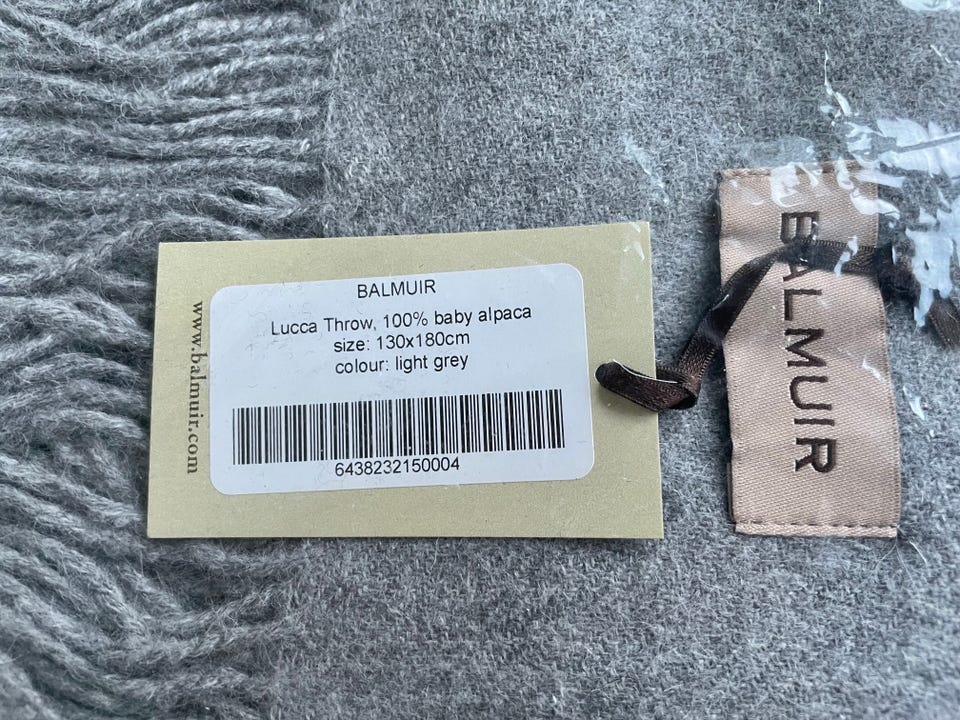 BALMUIR
Lucca Throw, 100% baby alpaca
size: 130x180cm
colour: light grey
6438232150004
www.balmuir.com
BALMUIR